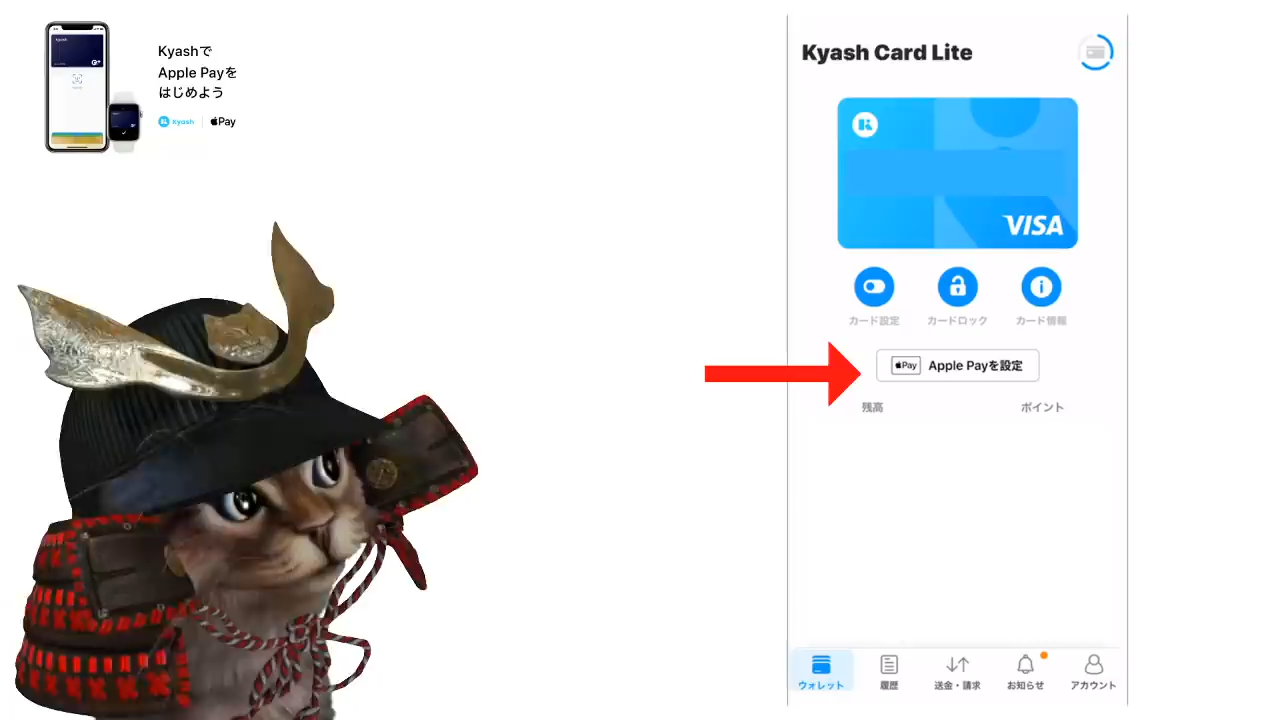 Kyashで
Apple Payを
はじめよう
Kyash Pay
Kyash Card Lite
VISA
カード設定 カードロック カード情報
Pay Apple Payを設定
残高 ポイント
ウォレット 履歴 送金・請求 お知らせ アカウント